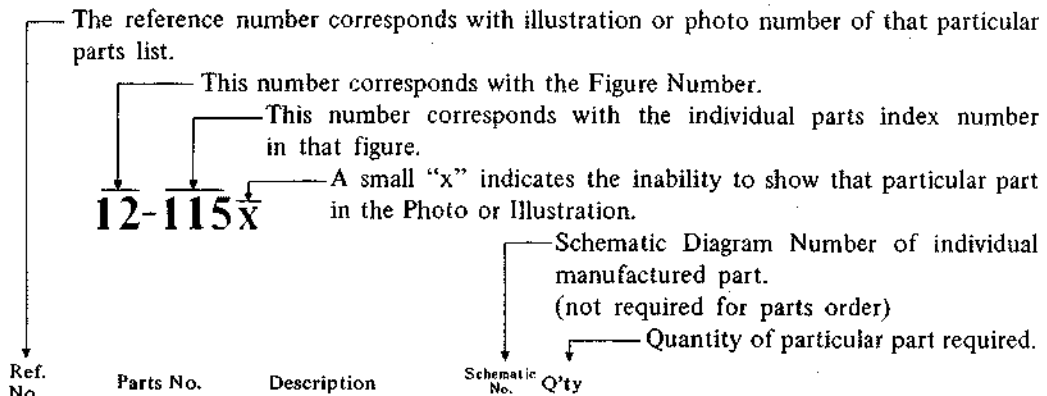 The reference number corresponds with illustration or photo number of that particular
parts list.
This number corresponds with the Figure Number.
This number corresponds with the individual parts index number
in that figure.
A small “x” indicates the inability to show that particular part
in the Photo or Illustration.
12-115x
Schematic Diagram Number of individual
manufactured part.
(not required for parts order)
Quantity of particular part required.
Ref.
No.
Parts No.
Description
Schematic
No.
Q'ty